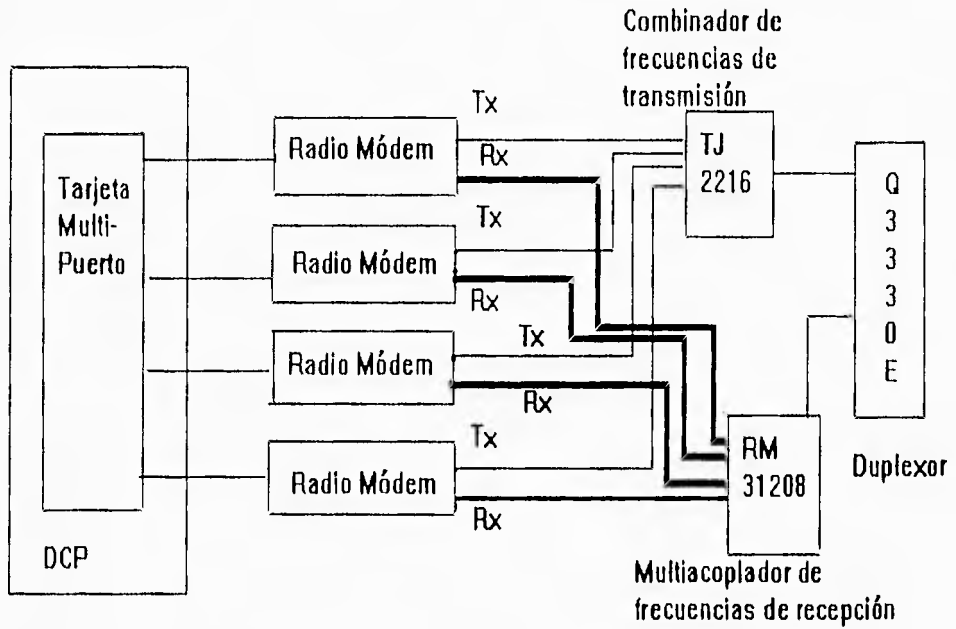 Combinador de
frecuencias de
transmisión
Tarjeta
Multi-
Puerto
DCP
Radio Módem
Tx
Rx
Radio Módem
Tx
Rx
Radio Módem
Tx
Rx
Radio Módem
Tx
Rx
TJ
2216
RM
31208
Multiacoplador de
frecuencias de recepción
Q
3
3
3
0
E
Duplexor